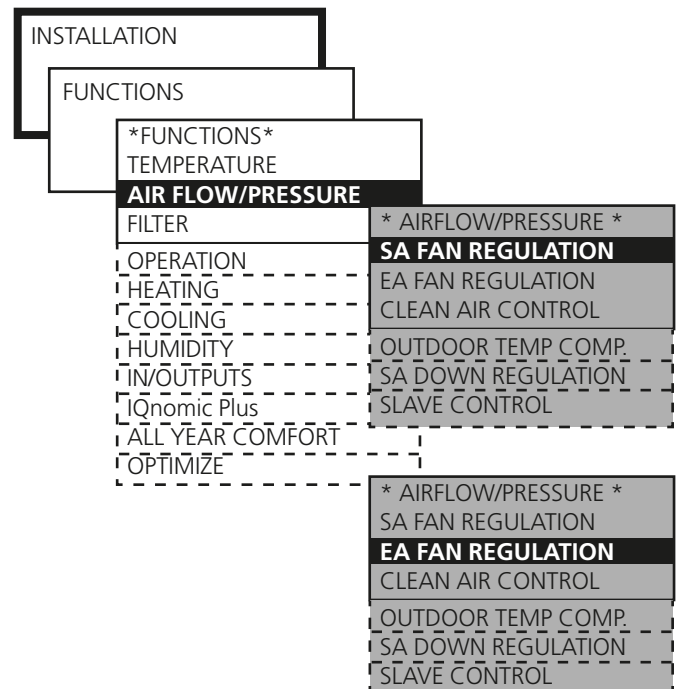 INSTALLATION
FUNCTIONS
*FUNCTIONS*
TEMPERATURE
AIR FLOW/PRESSURE
FILTER
OPERATION
HEATING
COOLING
HUMIDITY
IN/OUTPUTS
IQnomic Plus
ALL YEAR COMFORT
OPTIMIZE
* AIRFLOW/PRESSURE *
SA FAN REGULATION
EA FAN REGULATION
CLEAN AIR CONTROL
OUTDOOR TEMP COMP.
SA DOWN REGULATION
SLAVE CONTROL
* AIRFLOW/PRESSURE *
SA FAN REGULATION
EA FAN REGULATION
CLEAN AIR CONTROL
OUTDOOR TEMP COMP.
SA DOWN REGULATION
SLAVE CONTROL